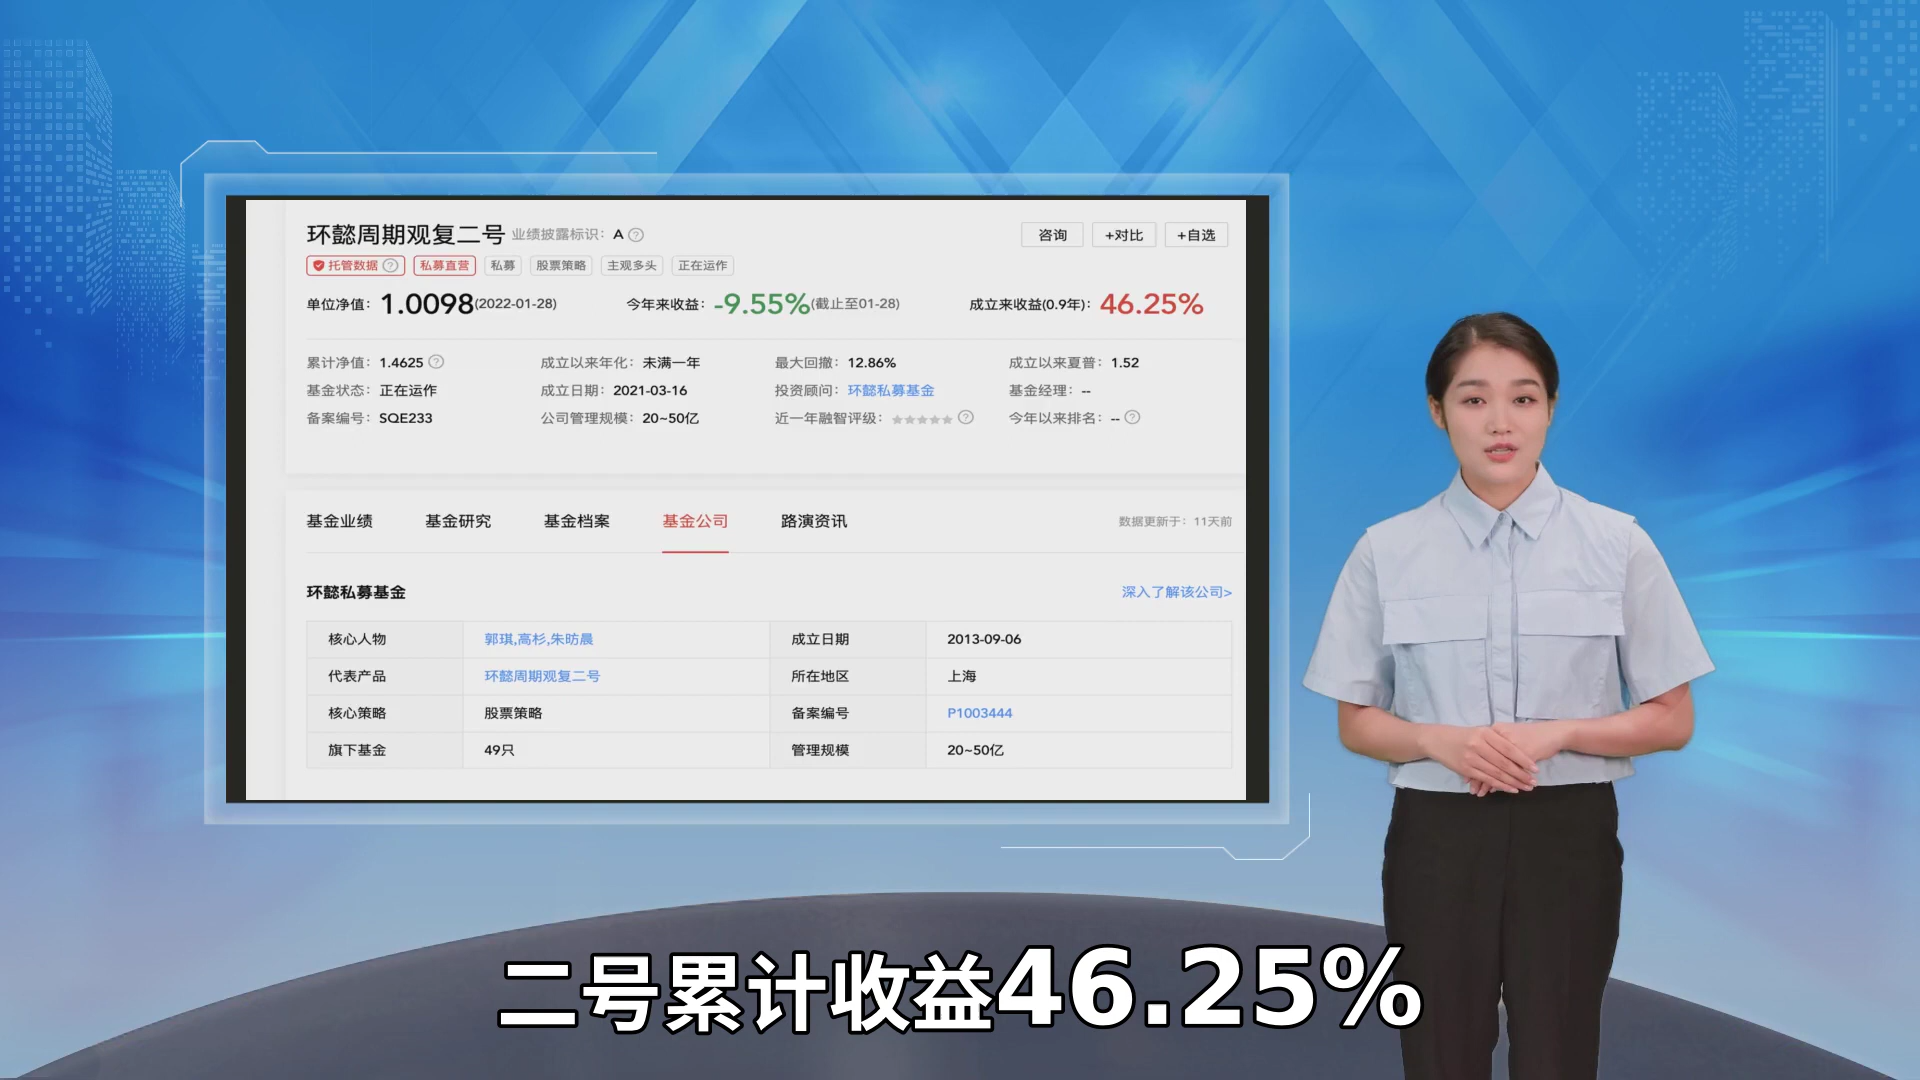 环懿周期观复二号 业绩披露标识：A ?
咨询 +对比 +自选
托管数据 ? 私募直营 私募 股票策略 主观多头 正在运作
单位净值：1.0098(2022-01-28) 今年来收益：-9.55%(截止至01-28) 成立来收益(0.9年)：46.25%
累计净值：1.4625 ? 成立以来年化：未满一年 最大回撤：12.86% 成立以来夏普：1.52
基金状态：正在运作 成立日期：2021-03-16 投资顾问：环懿私募基金 基金经理：--
备案编号：SQE233 公司管理规模：20~50亿 近一年融智评级：★★★★★ ? 今年以来排名：-- ?
基金业绩 基金研究 基金档案 基金公司 路演资讯 数据更新于：11天前
环懿私募基金 深入了解该公司>
核心人物 郭琪,高杉,朱昉晨 成立日期 2013-09-06
代表产品 环懿周期观复二号 所在地区 上海
核心策略 股票策略 备案编号 P1003444
旗下基金 49只 管理规模 20~50亿
二号累计收益46.25%